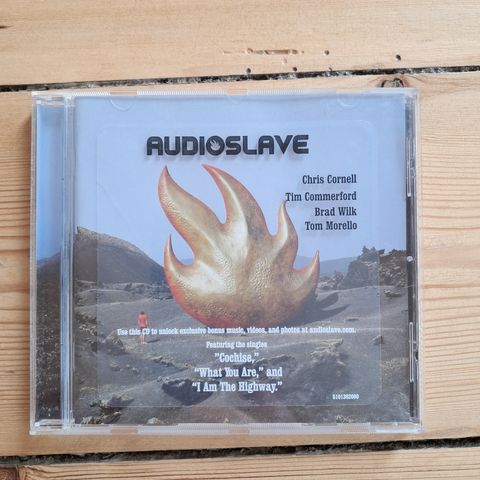 AUDIOSLAVE
Chris Cornell
Tim Commerford
Brad Wilk
Tom Morello
Use this CD to unlock exclusive bonus music, videos, and photos at audioslave.com.
Featuring the singles
"Cochise,"
"What You Are," and
"I Am The Highway."
5101302000